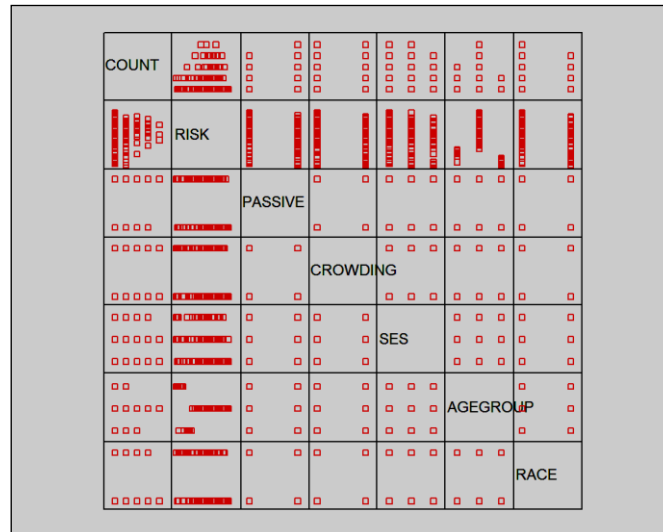 COUNT
RISK
PASSIVE
CROWDING
SES
AGEGROUP
RACE